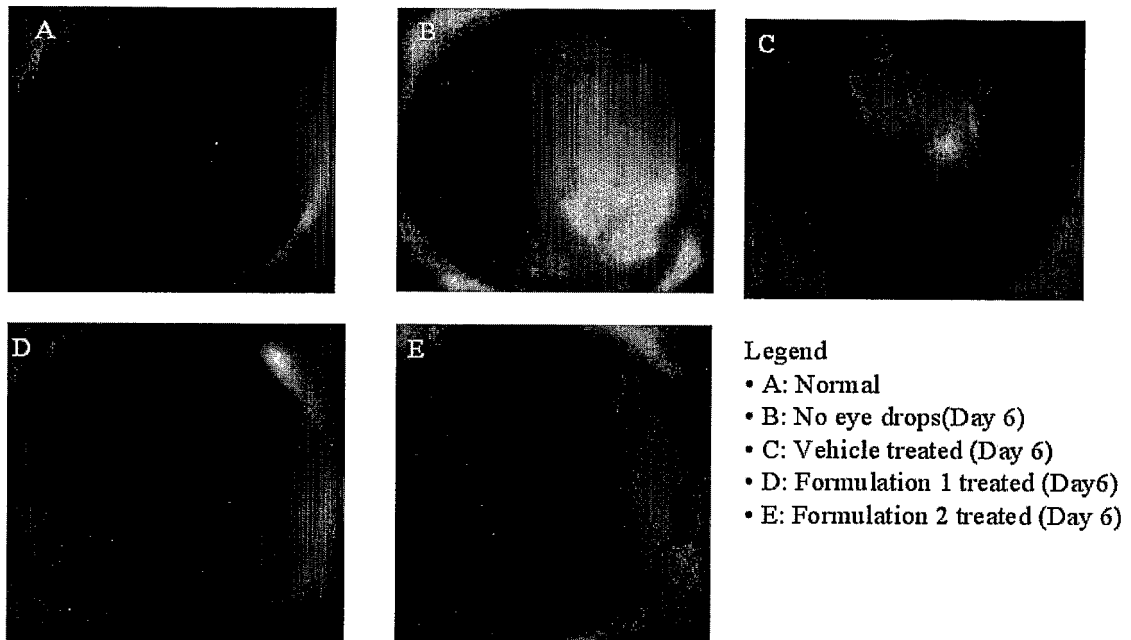 A
B
C
D
E
Legend
• A: Normal
• B: No eye drops(Day 6)
• C: Vehicle treated (Day 6)
• D: Formulation 1 treated (Day6)
• E: Formulation 2 treated (Day 6)